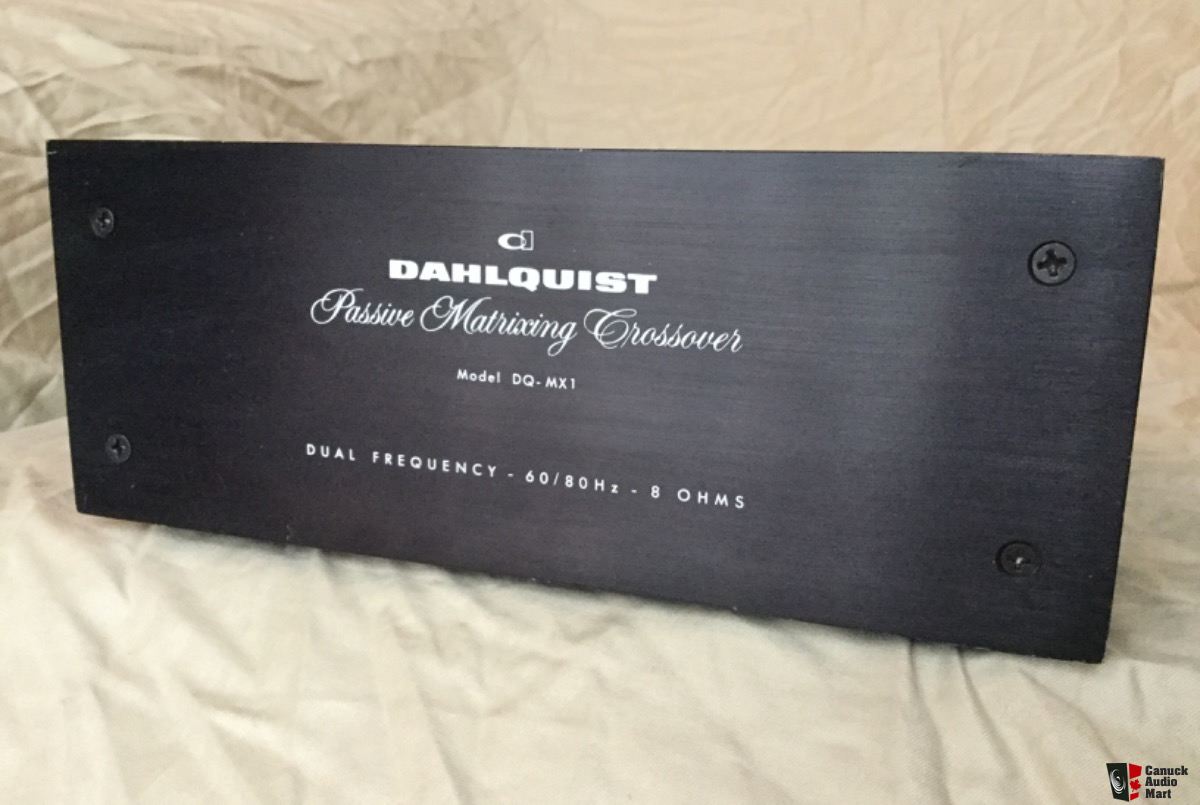 DAHLQUIST
Passive Matrixing Crossover
Model DQ-MX1
DUAL FREQUENCY - 60/80Hz - 8 OHMS
Canuck
Audio
Mart